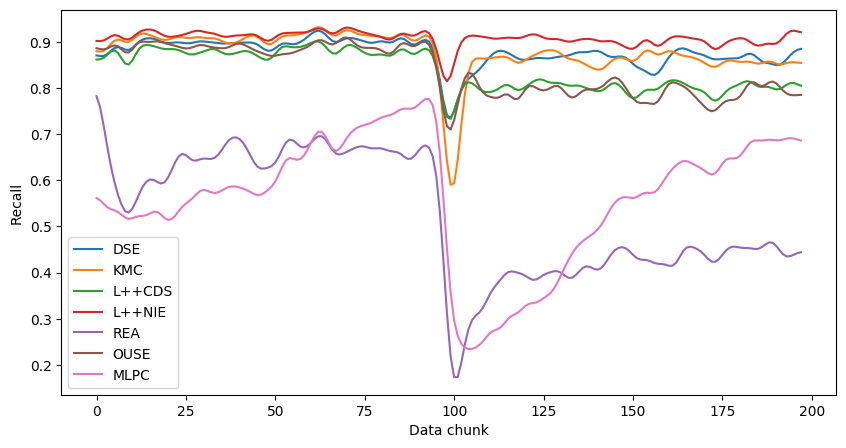 0.9
0.8
0.7
0.6
0.5
0.4
0.3
0.2
Recall
DSE
KMC
L++CDS
L++NIE
REA
OUSE
MLPC
0 25 50 75 100 125 150 175 200
Data chunk